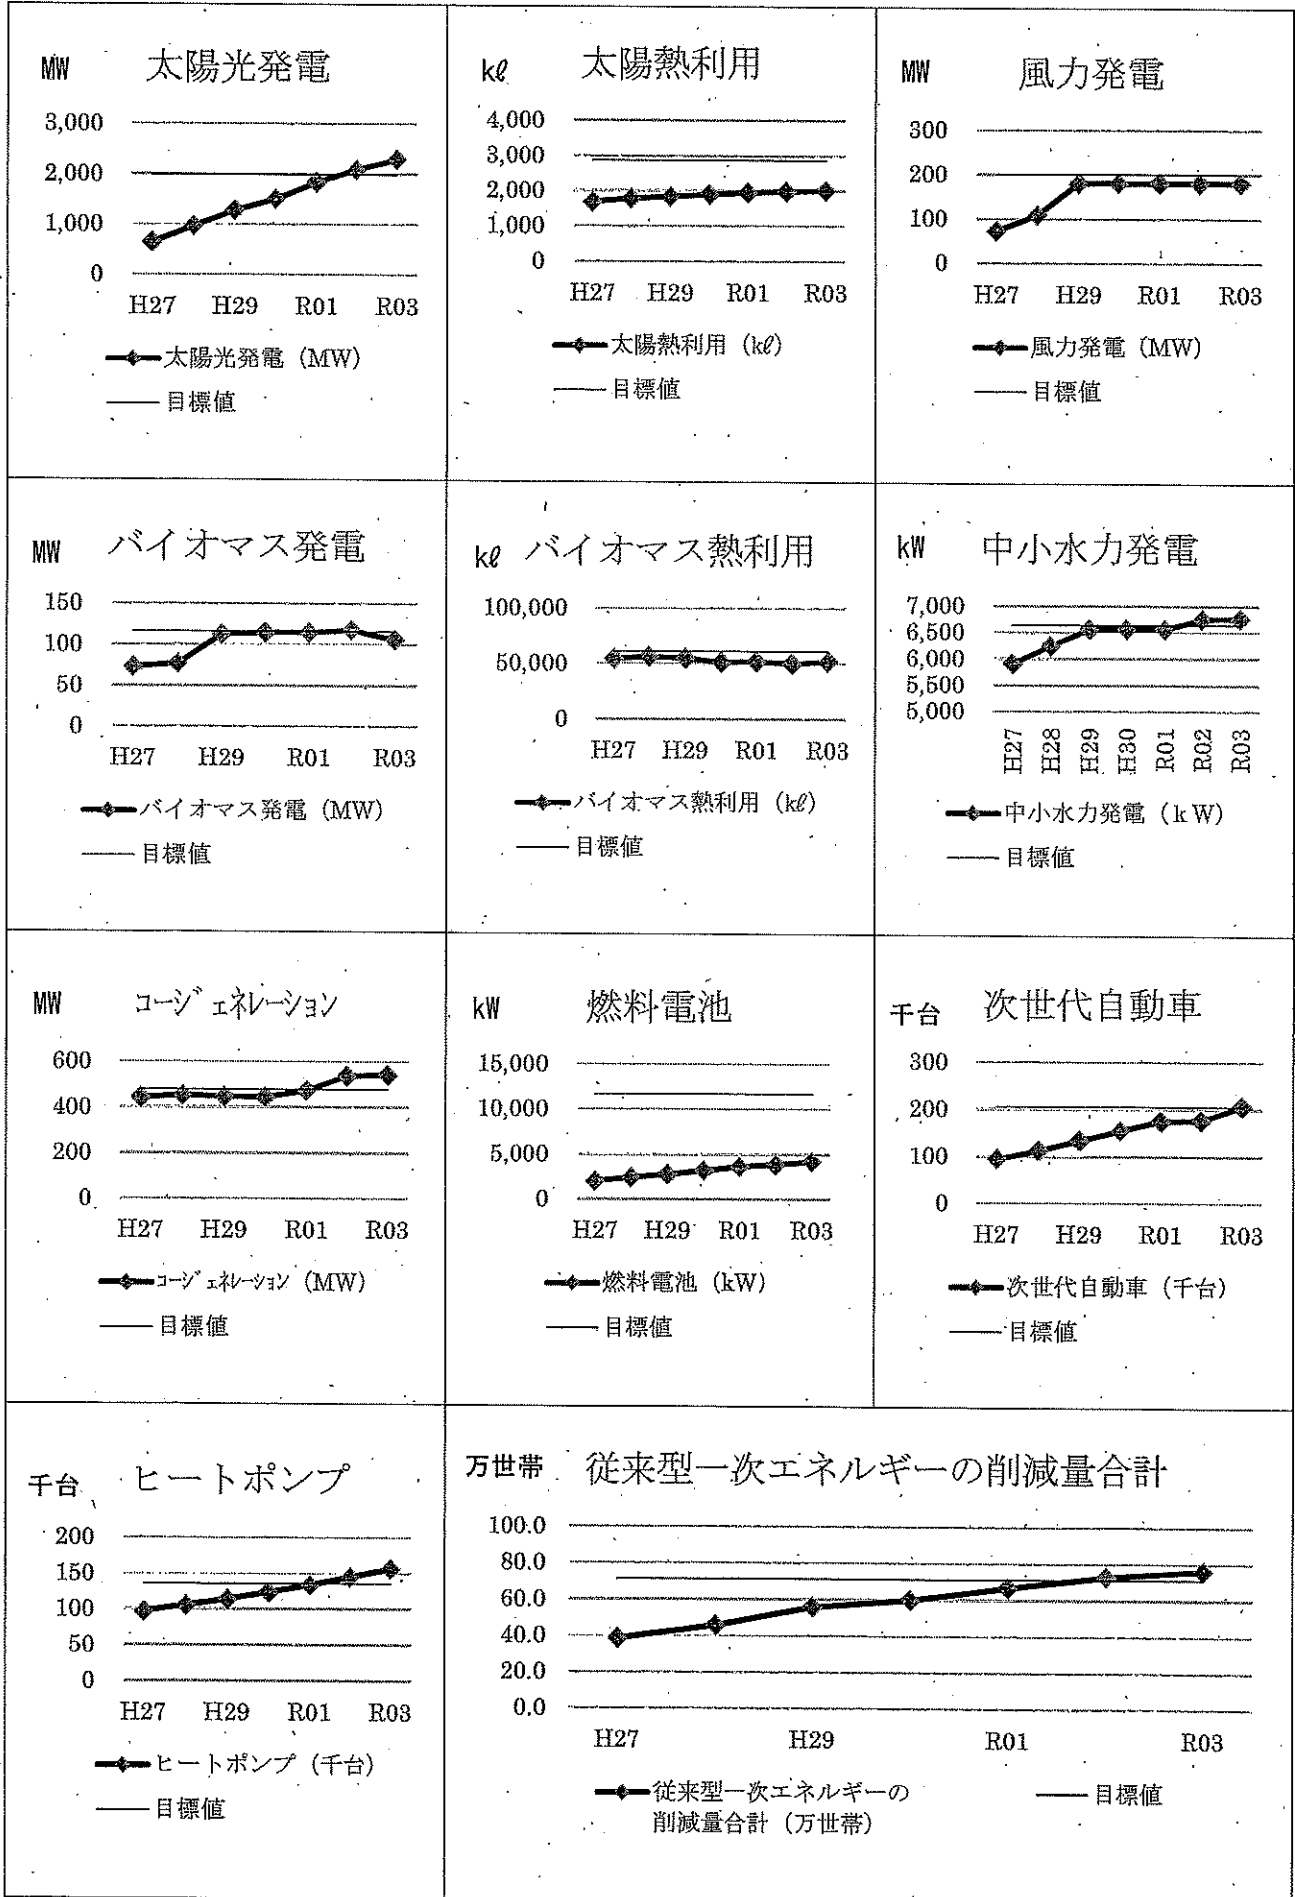 MW 太陽光発電
3,000
2,000
1,000
0
H27 H29 R01 R03
太陽光発電 (MW)
目標値
kℓ 太陽熱利用
4,000
3,000
2,000
1,000
0
H27 H29 R01 R03
太陽熱利用 (kℓ)
目標値
MW 風力発電
300
200
100
0
H27 H29 R01 R03
風力発電 (MW)
目標値
MW バイオマス発電
150
100
50
0
H27 H29 R01 R03
バイオマス発電 (MW)
目標値
kℓ バイオマス熱利用
100,000
50,000
0
H27 H29 R01 R03
バイオマス熱利用 (kℓ)
目標値
kW 中小水力発電
7,000
6,500
6,000
5,500
5,000
H27 H28 H29 H30 R01 R02 R03
中小水力発電 (kW)
目標値
MW コージェネレーション
600
400
200
0
H27 H29 R01 R03
コージェネレーション (MW)
目標値
kW 燃料電池
15,000
10,000
5,000
0
H27 H29 R01 R03
燃料電池 (kW)
目標値
千台 次世代自動車
300
200
100
0
H27 H29 R01 R03
次世代自動車 (千台)
目標値
千台 ヒートポンプ
200
150
100
50
0
H27 H29 R01 R03
ヒートポンプ (千台)
目標値
万世帯 従来型一次エネルギーの削減量合計
100.0
80.0
60.0
40.0
20.0
0.0
H27 H29 R01 R03
従来型一次エネルギーの
削減量合計 (万世帯)
目標値